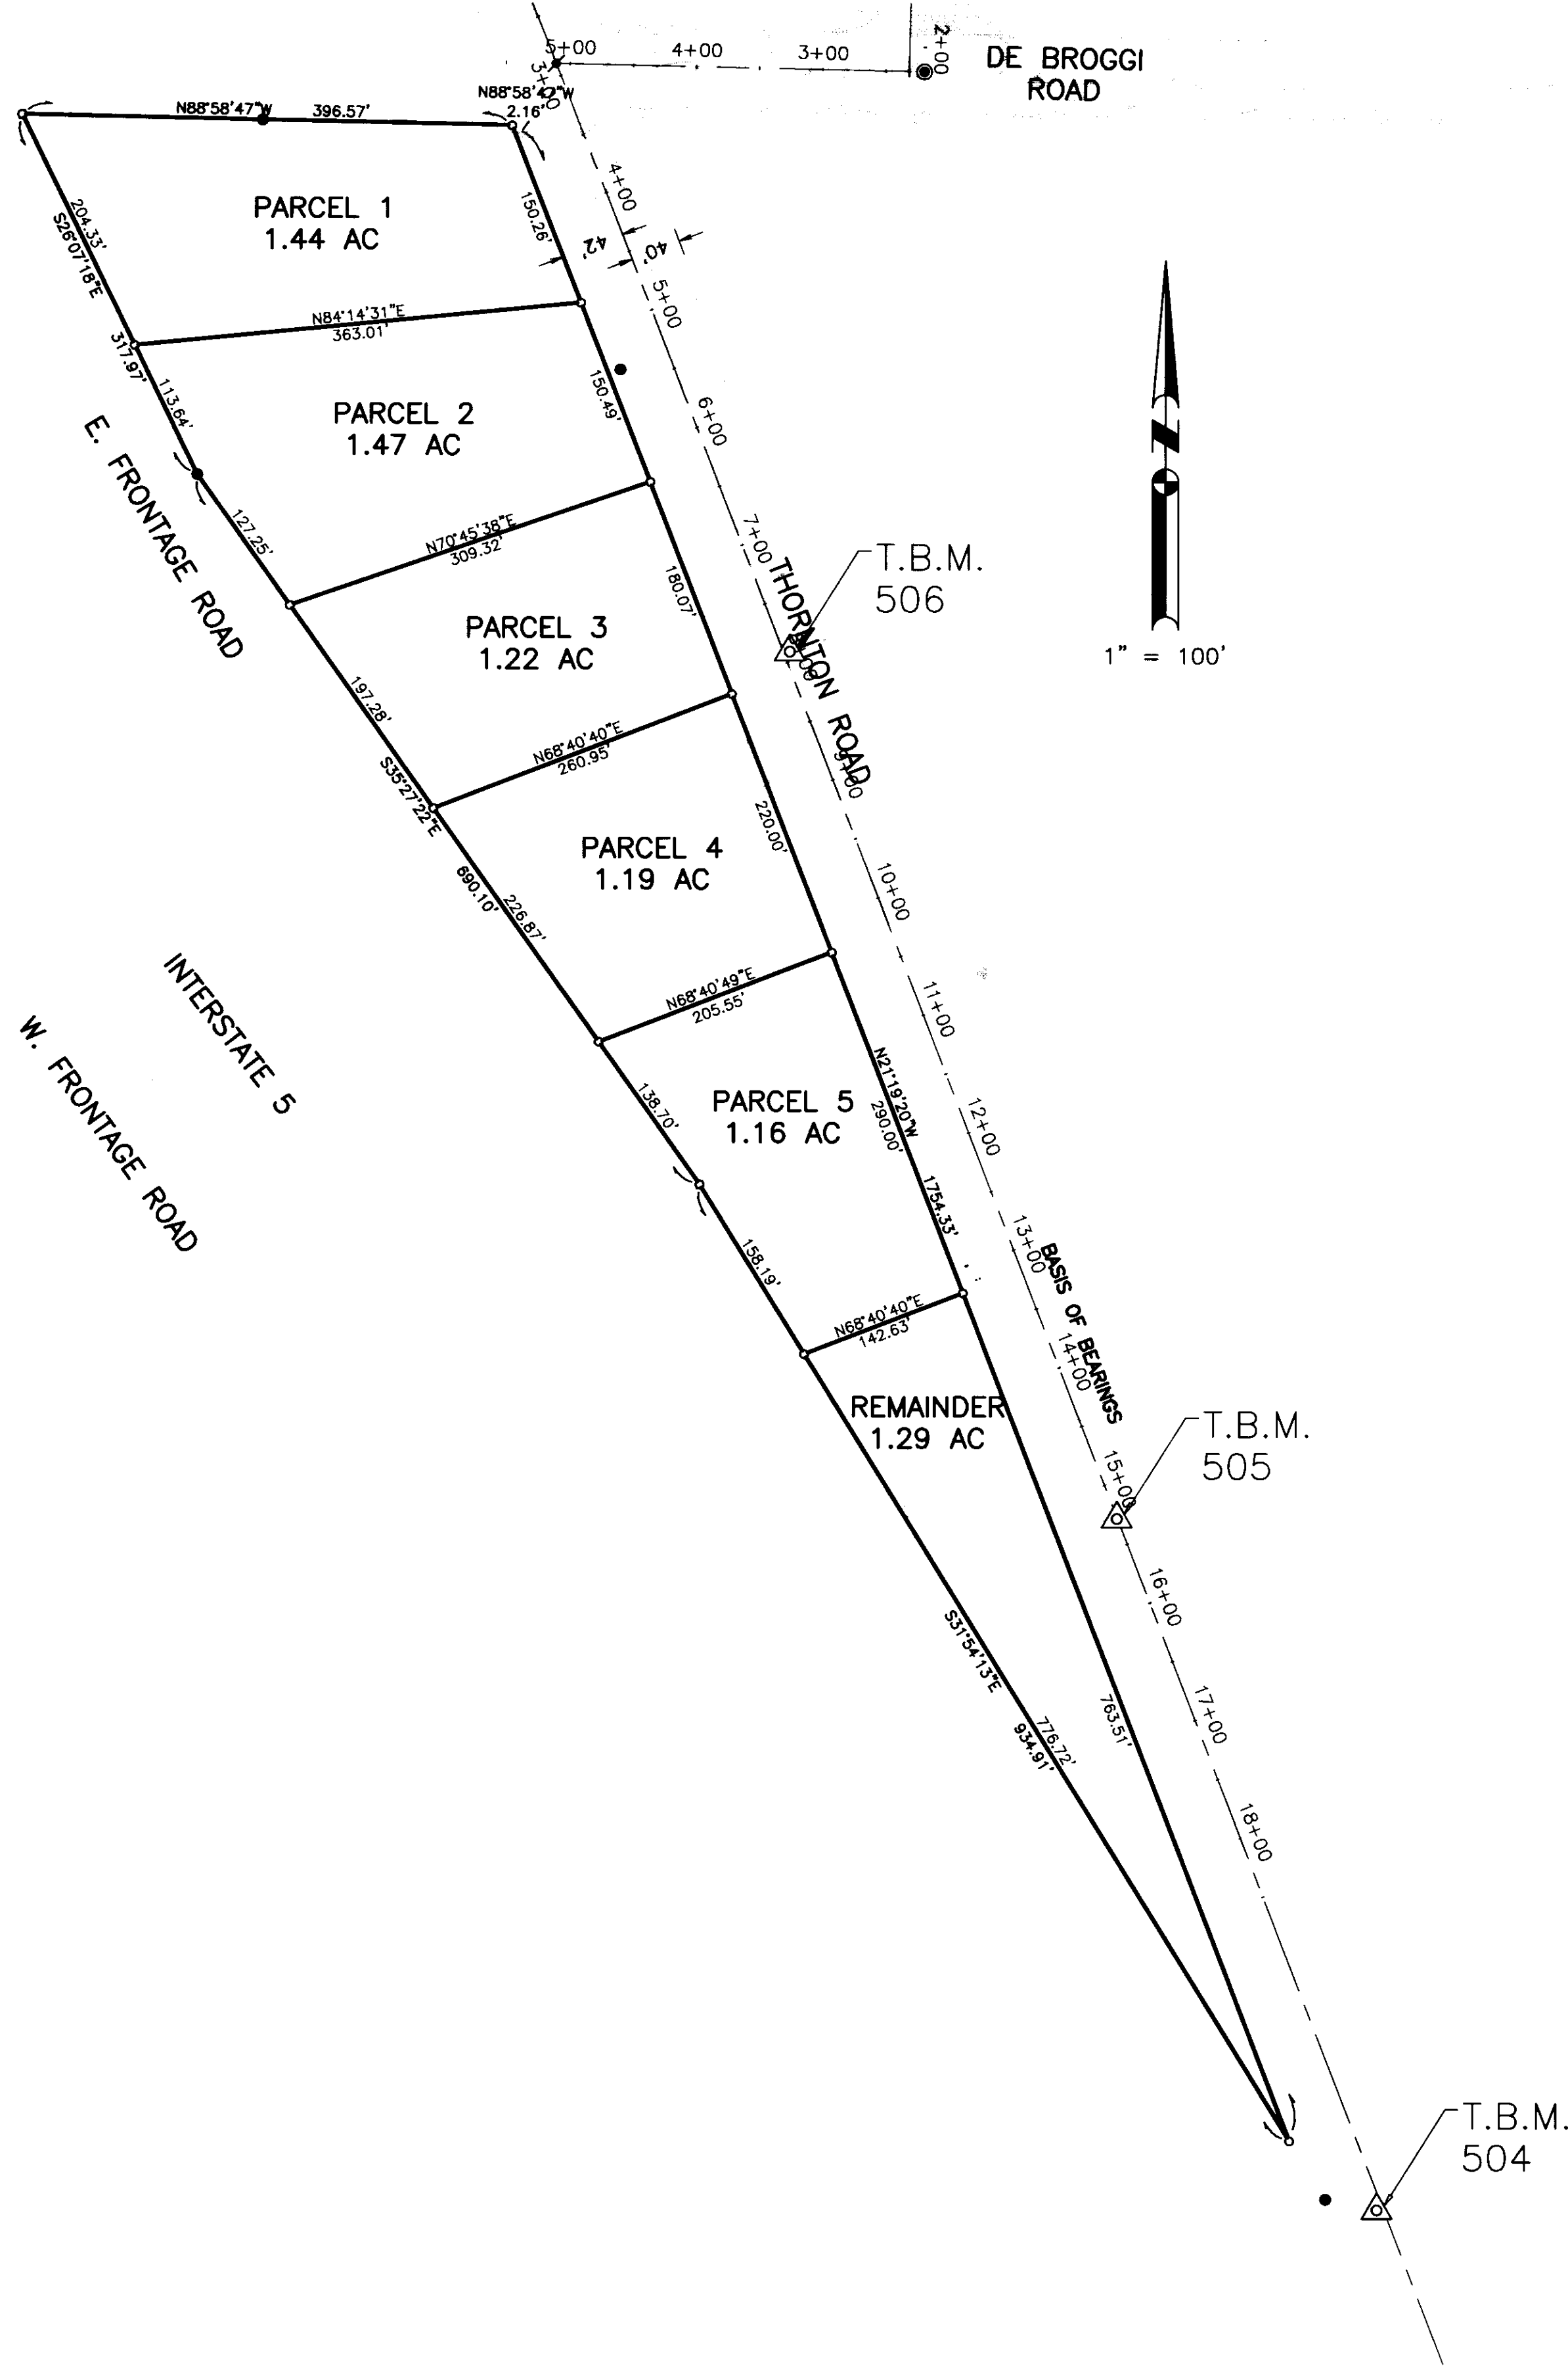 5+00
4+00
3+00
2+00
DE BROGGI
ROAD
3+00
N88°58'47"W
396.57'
N88°58'47"W
2.16'
4+00
PARCEL 1
1.44 AC
204.33'
S26°07'18"E
150.26'
42'
40'
5+00
N84°14'31"E
363.01'
317.97'
113.64'
PARCEL 2
1.47 AC
150.49'
6+00
E. FRONTAGE ROAD
127.25'
N70°45'38"E
309.32'
7+00
THORNTON ROAD
T.B.M.
506
180.07'
PARCEL 3
1.22 AC
1" = 100'
197.28'
S35°27'22"E
N68°40'40"E
260.95'
9+00
220.00'
PARCEL 4
1.19 AC
690.10'
226.87'
10+00
INTERSTATE 5
W. FRONTAGE ROAD
N68°40'49"E
205.55'
11+00
138.70'
PARCEL 5
1.16 AC
N21°19'20"W
290.00'
1754.33'
12+00
13+00
BASIS OF BEARINGS
158.19'
N68°40'40"E
142.63'
14+00
REMAINDER
1.29 AC
15+00
T.B.M.
505
S31°54'13"E
16+00
776.72'
934.91'
763.51'
17+00
18+00
T.B.M.
504